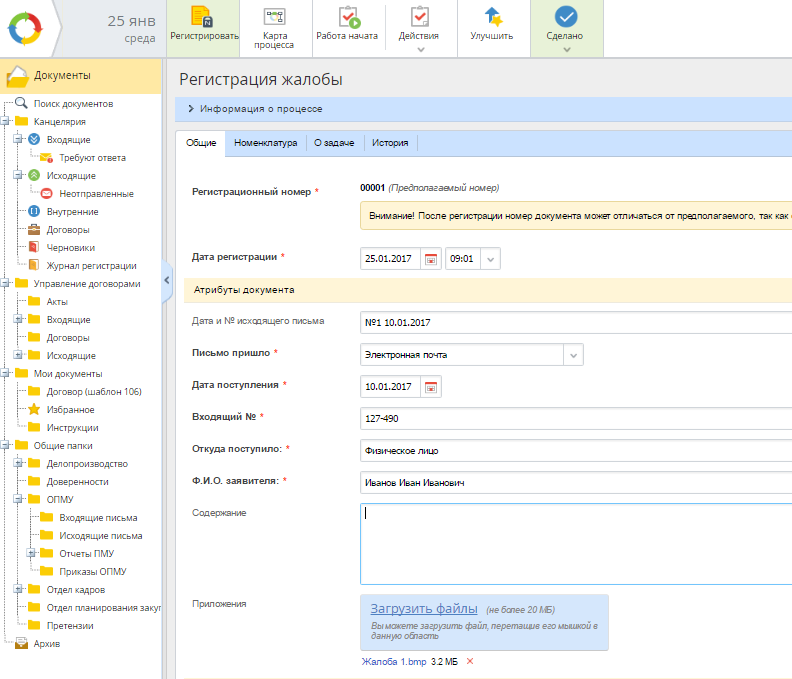 25 янв
среда
Регистрировать
Карта
процесса
Работа начата
Действия
Улучшить
Сделано
Документы
Поиск документов
Канцелярия
Входящие
Требуют ответа
Исходящие
Неотправленные
Внутренние
Договоры
Черновики
Журнал регистрации
Управление договорами
Акты
Входящие
Договоры
Исходящие
Мои документы
Договор (шаблон 106)
Избранное
Инструкции
Общие папки
Делопроизводство
Доверенности
ОПМУ
Входящие письма
Исходящие письма
Отчеты ПМУ
Приказы ОПМУ
Отдел кадров
Отдел планирования закуп
Претензии
Архив
Регистрация жалобы
Информация о процессе
Общие Номенклатура О задаче История
Регистрационный номер * 00001 (Предполагаемый номер)
Внимание! После регистрации номер документа может отличаться от предполагаемого, так как
Дата регистрации * 25.01.2017 09:01
Атрибуты документа
Дата и № исходящего письма №1 10.01.2017
Письмо пришло * Электронная почта
Дата поступления * 10.01.2017
Входящий № * 127-490
Откуда поступило: * Физическое лицо
Ф.И.О. заявителя: * Иванов Иван Иванович
Содержание
Приложения
Загрузить файлы (не более 20 МБ)
Вы можете загрузить файл, перетащив его мышкой в
данную область
Жалоба 1.bmp 3.2 МБ